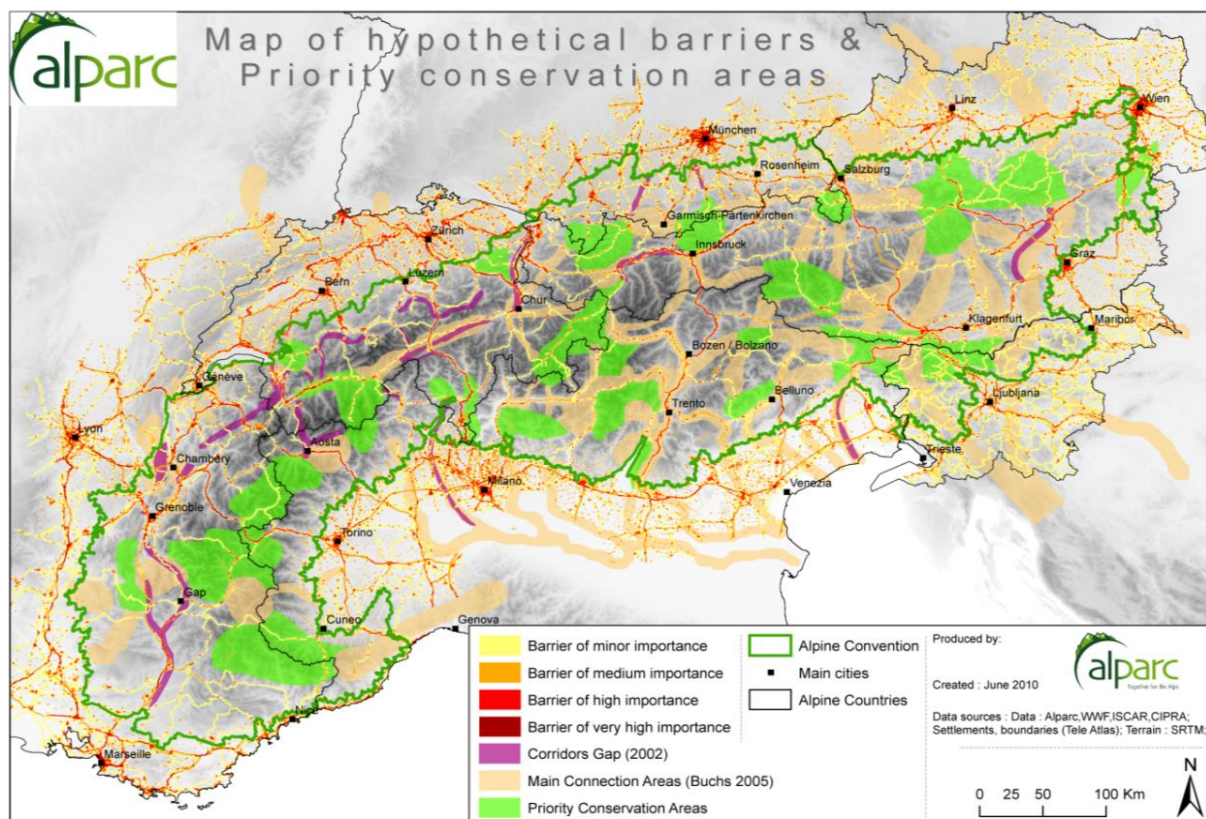 alparc
Map of hypothetical barriers &
Priority conservation areas
Linz
Wien
München
Rosenheim
Salzburg
Garmisch-Partenkirchen
Zürich
Innsbruck
Graz
Luzern
Bern
Chur
Klagenfurt
Maribor
Bozen / Bolzano
Genève
Belluno
Ljubljana
Trento
Lyon
Aosta
Trieste
Chambéry
Milano
Venezia
Grenoble
Torino
Gap
Cuneo
Genova
Nice
Marseille
Barrier of minor importance
Barrier of medium importance
Barrier of high importance
Barrier of very high importance
Corridors Gap (2002)
Main Connection Areas (Buchs 2005)
Priority Conservation Areas
Alpine Convention
Main cities
Alpine Countries
Produced by:
alparc
Together for the Alps
Created : June 2010
Data sources : Data : Alparc,WWF,ISCAR,CIPRA;
Settlements, boundaries (Tele Atlas); Terrain : SRTM;
N
0 25 50 100 Km